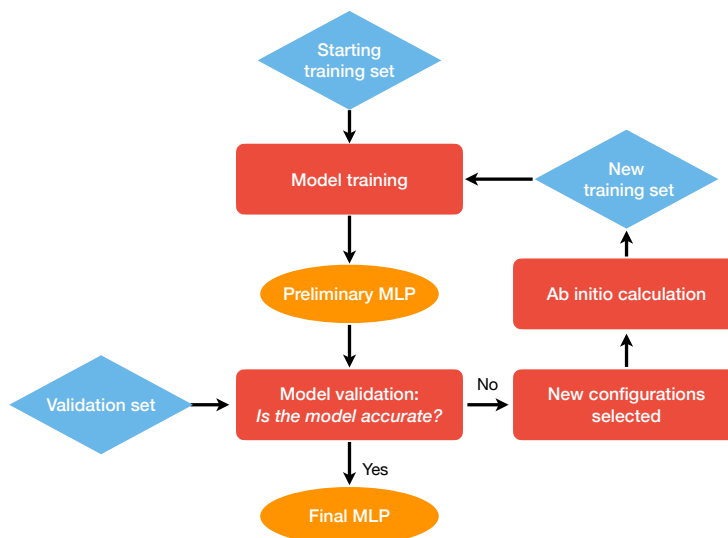 Starting
training set
Model training
New
training set
Preliminary MLP
Ab initio calculation
Validation set
Model validation:
Is the model accurate?
No
New configurations
selected
Yes
Final MLP